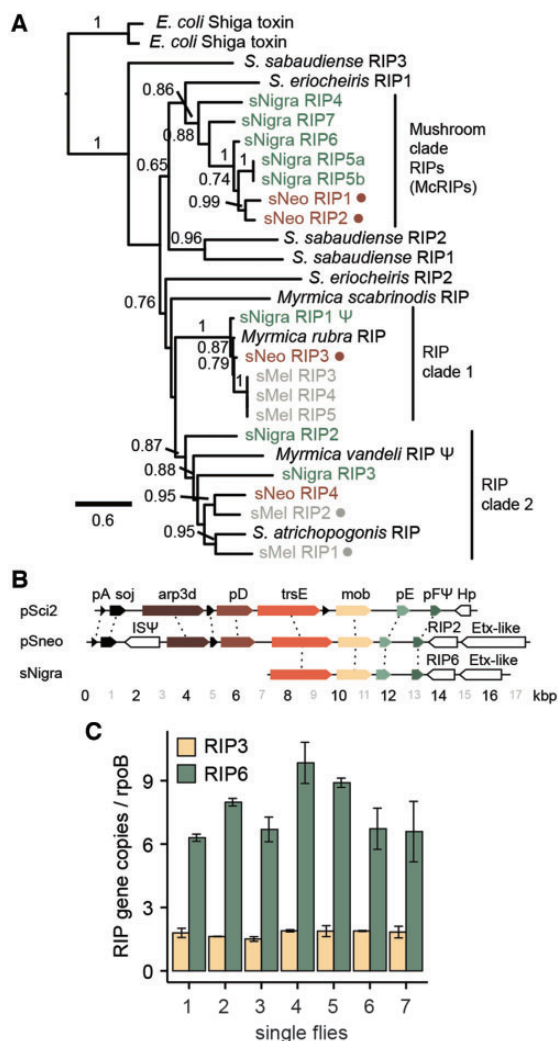 A
1
E. coli Shiga toxin
E. coli Shiga toxin
S. sabaudiense RIP3
0.86
S. eriocheiris RIP1
sNigra RIP4
0.88
sNigra RIP7
Mushroom
clade
RIPs
(McRIPs)
sNigra RIP6
1
1
0.65
1
sNigra RIP5a
0.74
sNigra RIP5b
0.99
sNeo RIP1
sNeo RIP2
0.96
S. sabaudiense RIP2
S. sabaudiense RIP1
S. eriocheiris RIP2
0.76
Myrmica scabrinodis RIP
1
sNigra RIP1 Ψ
0.87
Myrmica rubra RIP
0.79
sNeo RIP3
RIP
clade 1
1
sMel RIP3
sMel RIP4
sMel RIP5
0.87
sNigra RIP2
Myrmica vandeli RIP Ψ
0.88
sNigra RIP3
RIP
clade 2
0.95
sNeo RIP4
0.6
sMel RIP2
0.95
S. atrichopogonis RIP
sMel RIP1
B
pA soj arp3d pD trsE mob pE pFΨ Hp
pSci2
ISΨ RIP2 Etx-like
pSneo
RIP6 Etx-like
sNigra
0 1 2 3 4 5 6 7 8 9 10 11 12 13 14 15 16 17 kbp
C
RIP3
RIP6
RIP gene copies / rpoB
9
6
3
0
1 2 3 4 5 6 7
single flies